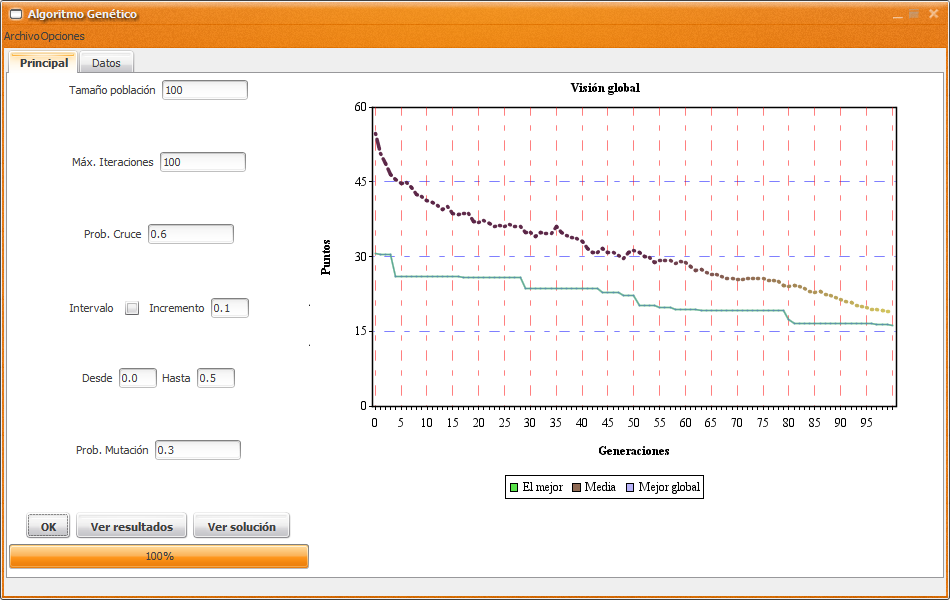 Algoritmo Genético
Archivo Opciones
Principal Datos
Tamaño población 100
Máx. Iteraciones 100
Prob. Cruce 0.6
Intervalo Incremento 0.1
Desde 0.0 Hasta 0.5
Prob. Mutación 0.3
OK Ver resultados Ver solución
100%
Visión global
60
45
30
15
0
Puntos
0 5 10 15 20 25 30 35 40 45 50 55 60 65 70 75 80 85 90 95
Generaciones
El mejor Media Mejor global